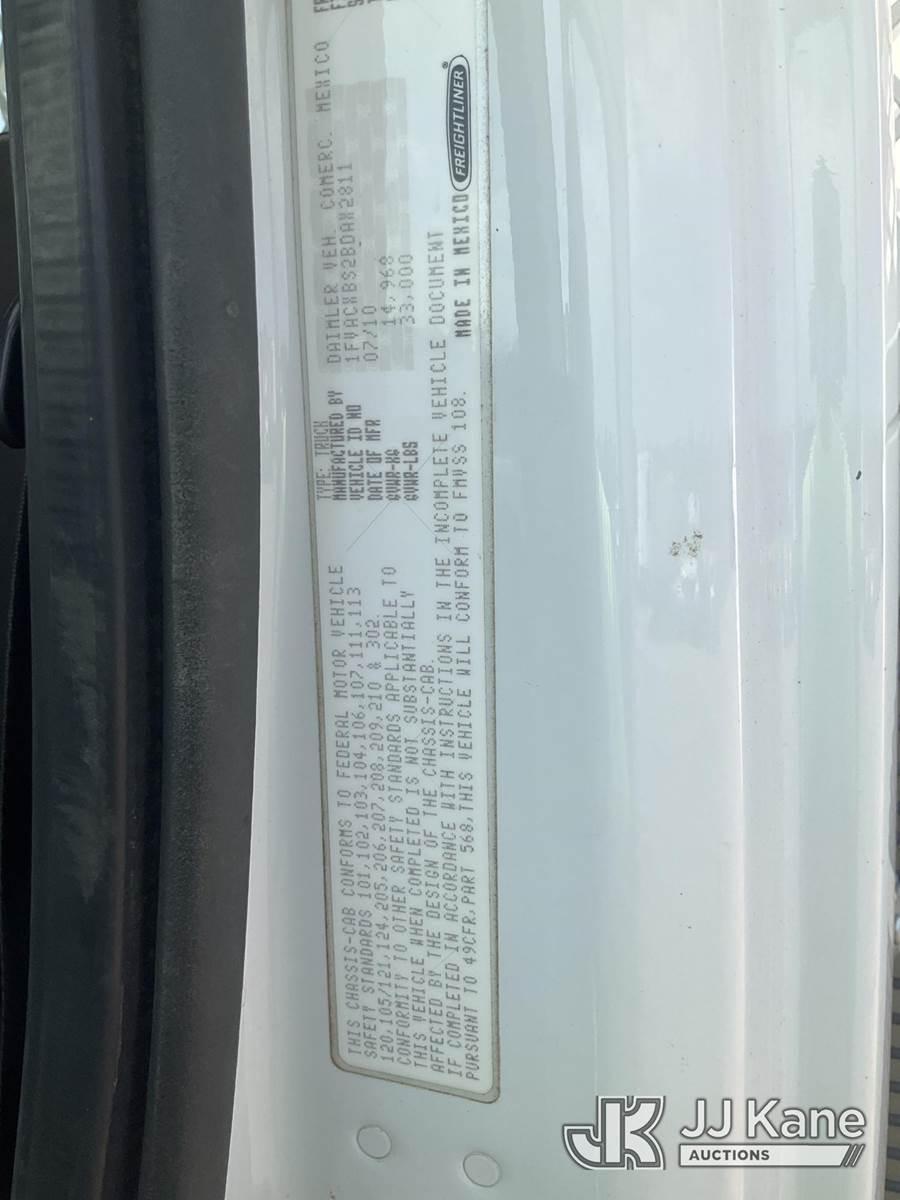 TYPE: TRUCK
MANUFACTURED BY DAIMLER VEH. COMERC. MEXICO
VEHICLE ID NO 1FVACXBS2BDAX2811
DATE OF MFR 07/10
GVWR-KG 14,968
GVWR-LBS 33,000
THIS CHASSIS-CAB CONFORMS TO FEDERAL MOTOR VEHICLE
SAFETY STANDARDS 101,102,103,104,106,107,111,113
120,105/121,124,205,206,207,208,209,210 & 302.
CONFORMITY TO OTHER SAFETY STANDARDS APPLICABLE TO
THIS VEHICLE WHEN COMPLETED IS NOT SUBSTANTIALLY
AFFECTED BY THE DESIGN OF THE CHASSIS-CAB.
IF COMPLETED IN ACCORDANCE WITH INSTRUCTIONS IN THE INCOMPLETE VEHICLE DOCUMENT
PURSUANT TO 49CFR,PART 568,THIS VEHICLE WILL CONFORM TO FMVSS 108.
MADE IN MEXICO
FREIGHTLINER®
JK JJ Kane
AUCTIONS